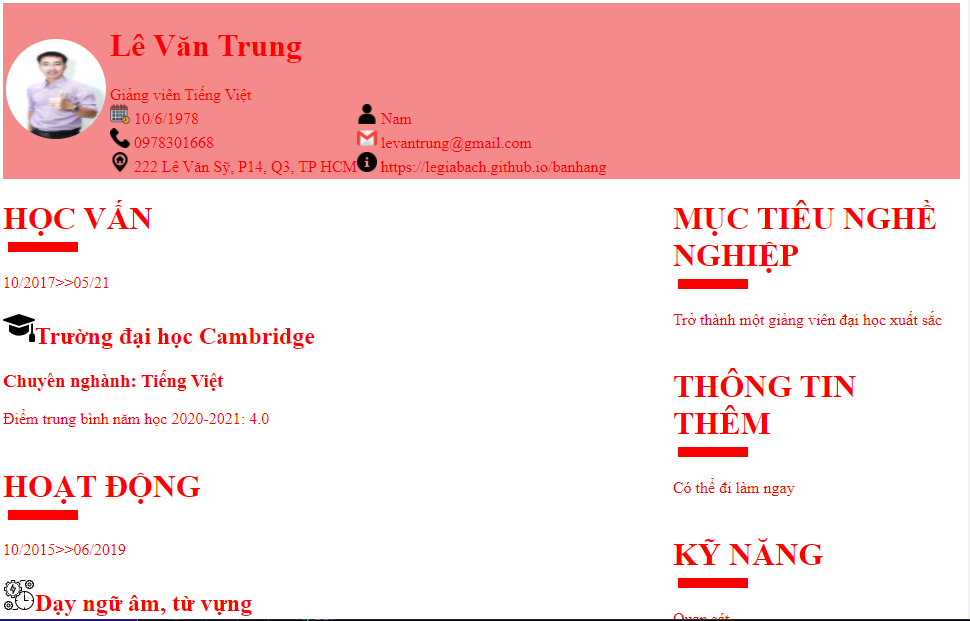 Lê Văn Trung
Giảng viên Tiếng Việt
10/6/1978
Nam
0978301668
levantrung@gmail.com
222 Lê Văn Sỹ, P14, Q3, TP HCM
https://legiabach.github.io/banhang
HỌC VẤN
10/2017>>05/21
Trường đại học Cambridge
Chuyên nghành: Tiếng Việt
Điểm trung bình năm học 2020-2021: 4.0
HOẠT ĐỘNG
10/2015>>06/2019
Dạy ngữ âm, từ vựng
MỤC TIÊU NGHỀ
NGHIỆP
Trở thành một giảng viên đại học xuất sắc
THÔNG TIN
THÊM
Có thể đi làm ngay
KỸ NĂNG
Quan sát